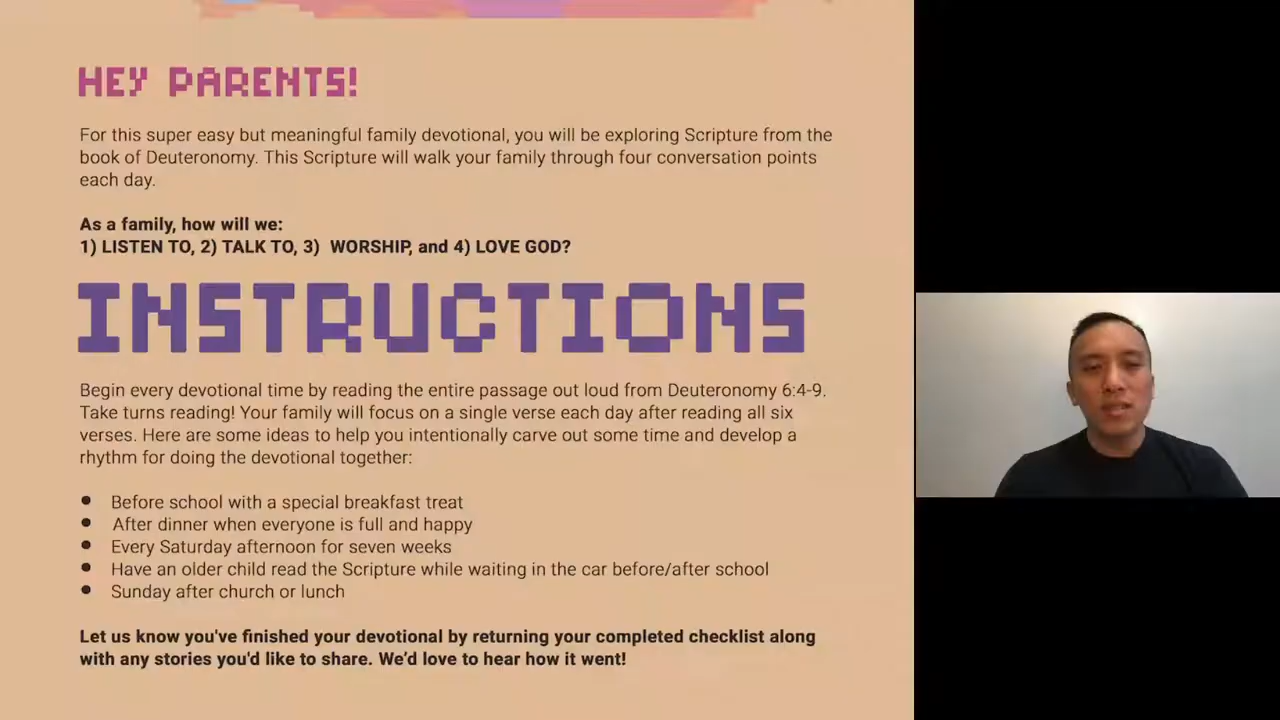 HEY PARENTS!
For this super easy but meaningful family devotional, you will be exploring Scripture from the
book of Deuteronomy. This Scripture will walk your family through four conversation points
each day.
As a family, how will we:
1) LISTEN TO, 2) TALK TO, 3) WORSHIP, and 4) LOVE GOD?
INSTRUCTIONS
Begin every devotional time by reading the entire passage out loud from Deuteronomy 6:4-9.
Take turns reading! Your family will focus on a single verse each day after reading all six
verses. Here are some ideas to help you intentionally carve out some time and develop a
rhythm for doing the devotional together:
• Before school with a special breakfast treat
• After dinner when everyone is full and happy
• Every Saturday afternoon for seven weeks
• Have an older child read the Scripture while waiting in the car before/after school
• Sunday after church or lunch
Let us know you've finished your devotional by returning your completed checklist along
with any stories you'd like to share. We’d love to hear how it went!